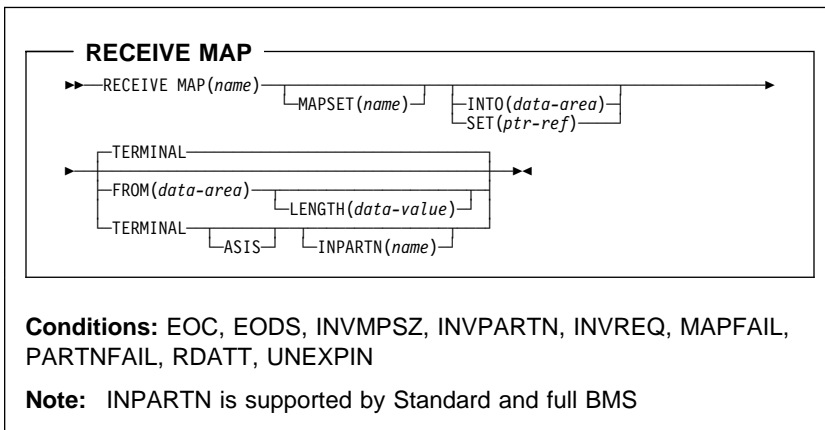 RECEIVE MAP
RECEIVE MAP(name)
MAPSET(name)
INTO(data-area)
SET(ptr-ref)
TERMINAL
FROM(data-area)
LENGTH(data-value)
TERMINAL
ASIS
INPARTN(name)
Conditions: EOC, EODS, INVMPSZ, INVPARTN, INVREQ, MAPFAIL,
PARTNFAIL, RDATT, UNEXPIN
Note: INPARTN is supported by Standard and full BMS